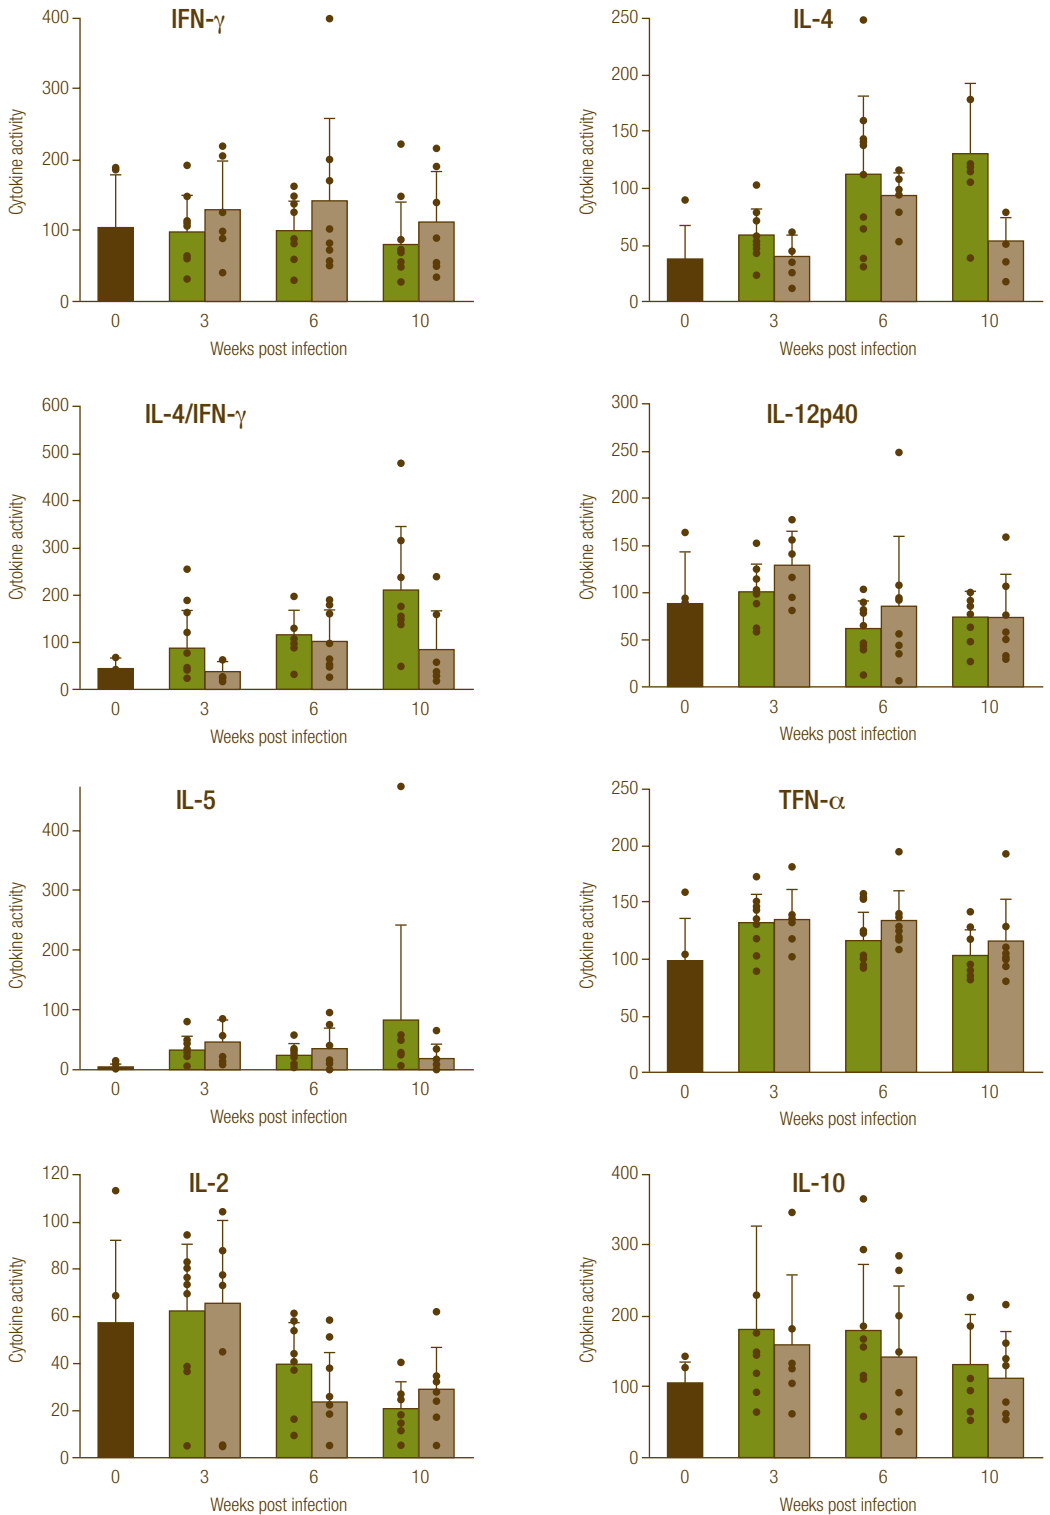 IFN-γ
Cytokine activity
400
300
200
100
0
0 3 6 10
Weeks post infection
IL-4
Cytokine activity
250
200
150
100
50
0
0 3 6 10
Weeks post infection
IL-4/IFN-γ
Cytokine activity
600
500
400
300
200
100
0
0 3 6 10
Weeks post infection
IL-12p40
Cytokine activity
300
250
200
150
100
50
0
0 3 6 10
Weeks post infection
IL-5
Cytokine activity
400
300
200
100
0
0 3 6 10
Weeks post infection
TFN-α
Cytokine activity
250
200
150
100
50
0
0 3 6 10
Weeks post infection
IL-2
Cytokine activity
120
100
80
60
40
20
0
0 3 6 10
Weeks post infection
IL-10
Cytokine activity
400
300
200
100
0
0 3 6 10
Weeks post infection